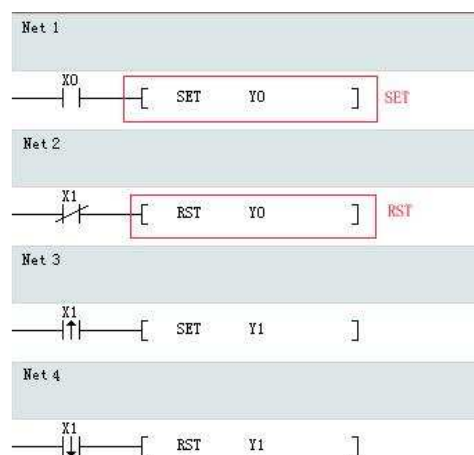 Net 1
X0
[ SET Y0 ] SET
Net 2
X1
[ RST Y0 ] RST
Net 3
X1
[ SET Y1 ]
Net 4
X1
[ RST Y1 ]